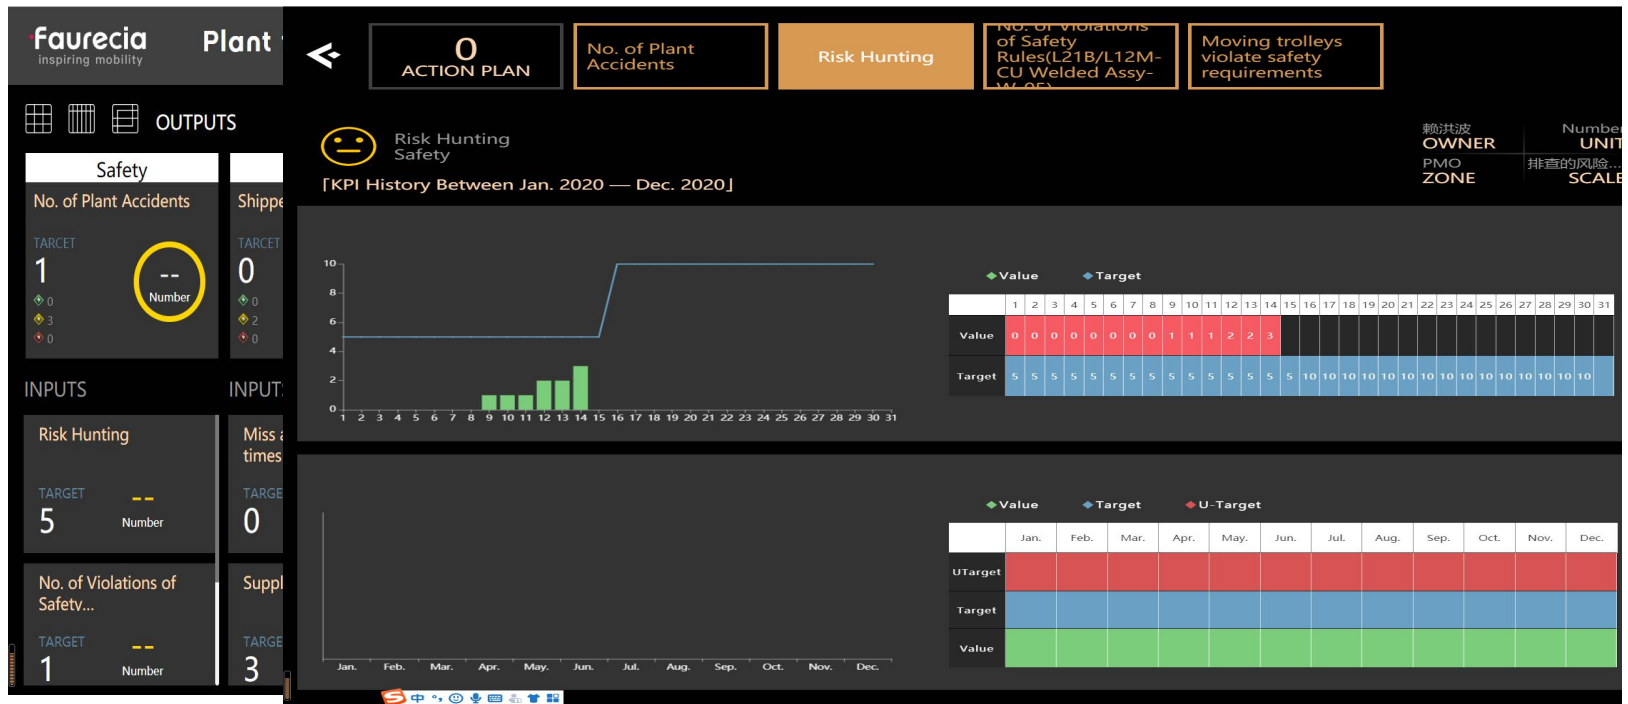 faurecia
inspiring mobility
Plant
OUTPUTS
Safety
No. of Plant Accidents
TARCET
1
--
Number
0
3
0
Shippe
TARCET
0
0
2
0
INPUTS
INPUT
Risk Hunting
TARGET
5
--
Number
Miss
times
TARGE
0
No. of Violations of
Safety...
TARGET
1
--
Number
Suppl
TARGE
3
0
ACTION PLAN
No. of Plant
Accidents
Risk Hunting
No. of Violations
of Safety
Rules(L21B/L12M-
CU Welded Assy-
W-05)
Moving trolleys
violate safety
requirements
Risk Hunting
Safety
「KPI History Between Jan. 2020 — Dec. 2020」
赖洪波
OWNER
Number
UNIT
PMO
ZONE
排查的风险...
SCALE
10
8
6
4
2
0
1 2 3 4 5 6 7 8 9 10 11 12 13 14 15 16 17 18 19 20 21 22 23 24 25 26 27 28 29 30 31
Value Target
1 2 3 4 5 6 7 8 9 10 11 12 13 14 15 16 17 18 19 20 21 22 23 24 25 26 27 28 29 30 31
Value 0 0 0 0 0 0 0 0 1 1 1 2 2 3
Target 5 5 5 5 5 5 5 5 5 5 5 5 5 5 5 10 10 10 10 10 10 10 10 10 10 10 10 10 10 10
Jan. Feb. Mar. Apr. May. Jun. Jul. Aug. Sep. Oct. Nov. Dec.
Value Target U-Target
Jan. Feb. Mar. Apr. May. Jun. Jul. Aug. Sep. Oct. Nov. Dec.
UTarget
Target
Value
中